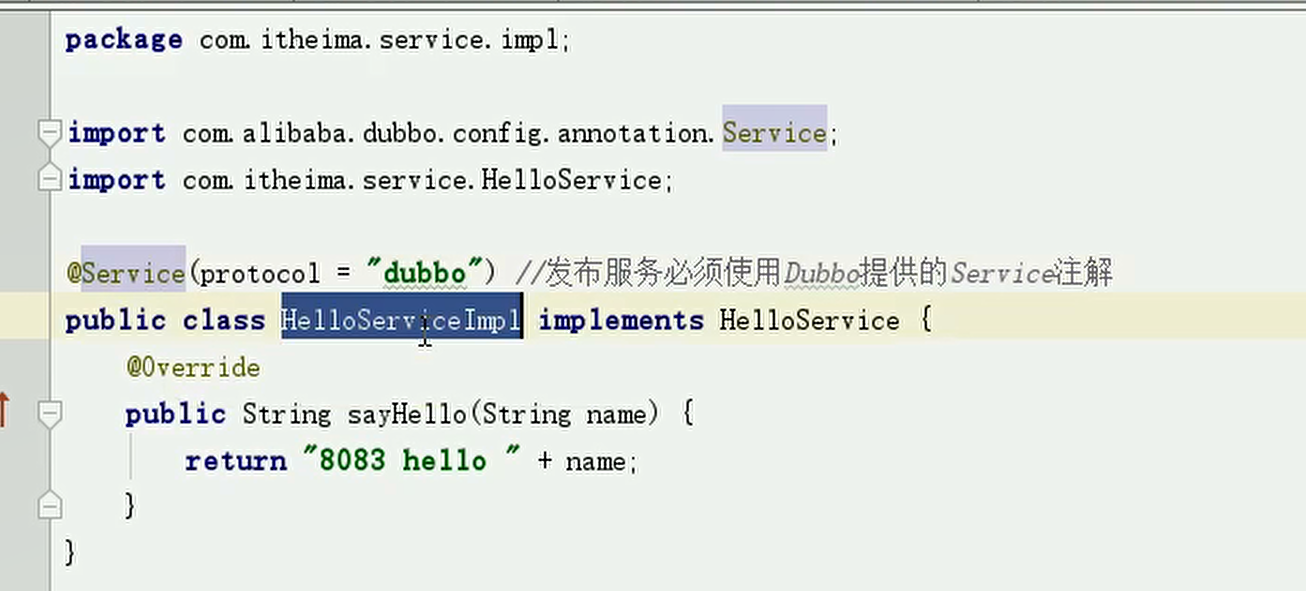 package com.itheima.service.impl;
import com.alibaba.dubbo.config.annotation.Service;
import com.itheima.service.HelloService;
@Service(protocol = "dubbo") //发布服务必须使用Dubbo提供的Service注解
public class HelloServiceImpl implements HelloService {
@Override
public String sayHello(String name) {
return "8083 hello " + name;
}
}